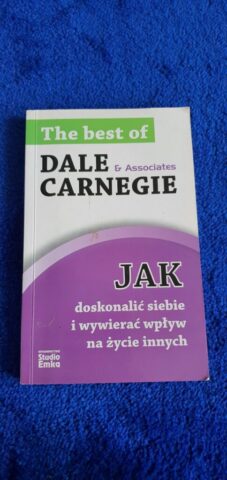 The best of
DALE & Associates
CARNEGIE
JAK
doskonalić siebie
i wywierać wpływ
na życie innych
Studio
Emka